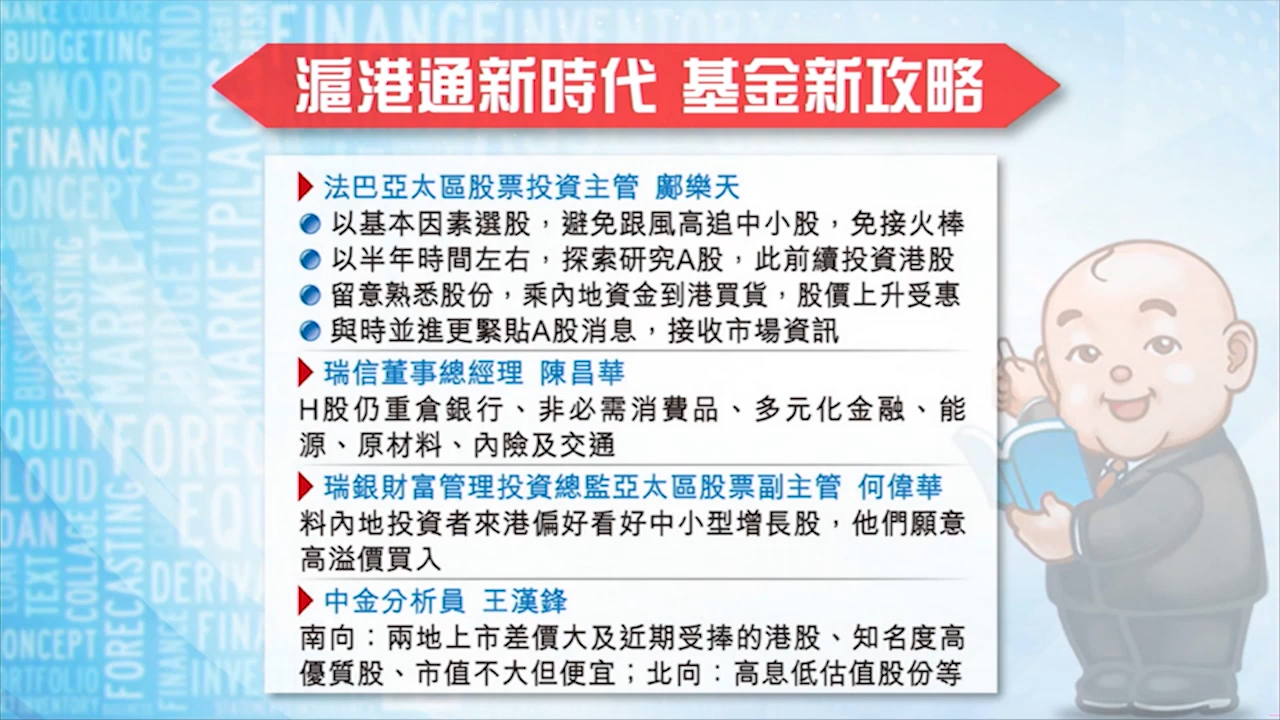 滬港通新時代 基金新攻略
法巴亞太區股票投資主管 鄺樂天
以基本因素選股，避免跟風高追中小股，免接火棒
以半年時間左右，探索研究A股，此前續投資港股
留意熟悉股份，乘內地資金到港買貨，股價上升受惠
與時並進更緊貼A股消息，接收市場資訊
瑞信董事總經理 陳昌華
H股仍重倉銀行、非必需消費品、多元化金融、能
源、原材料、內險及交通
瑞銀財富管理投資總監亞太區股票副主管 何偉華
料內地投資者來港偏好看好中小型增長股，他們願意
高溢價買入
中金分析員 王漢鋒
南向：兩地上市差價大及近期受捧的港股、知名度高
優質股、市值不大但便宜；北向：高息低估值股份等